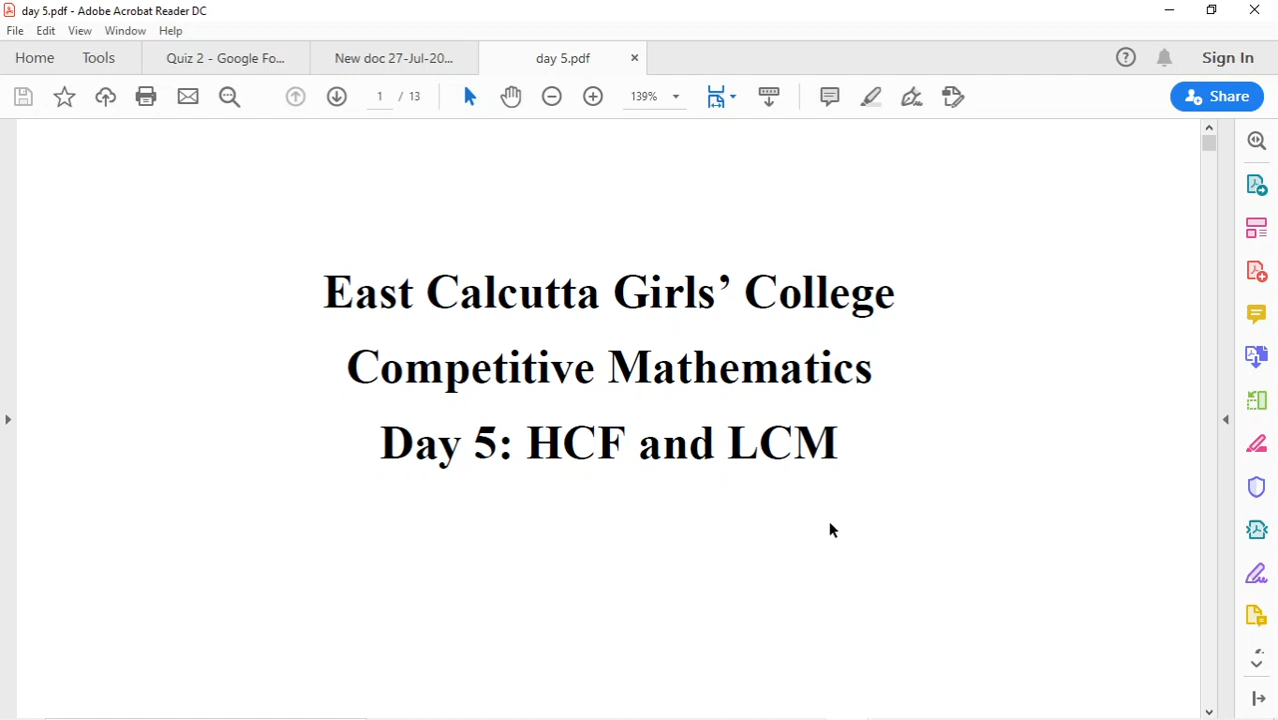 day 5.pdf - Adobe Acrobat Reader DC
File Edit View Window Help
Home Tools Quiz 2 - Google Fo... New doc 27-Jul-20... day 5.pdf Sign In
1 / 13 139% Share
East Calcutta Girls’ College
Competitive Mathematics
Day 5: HCF and LCM